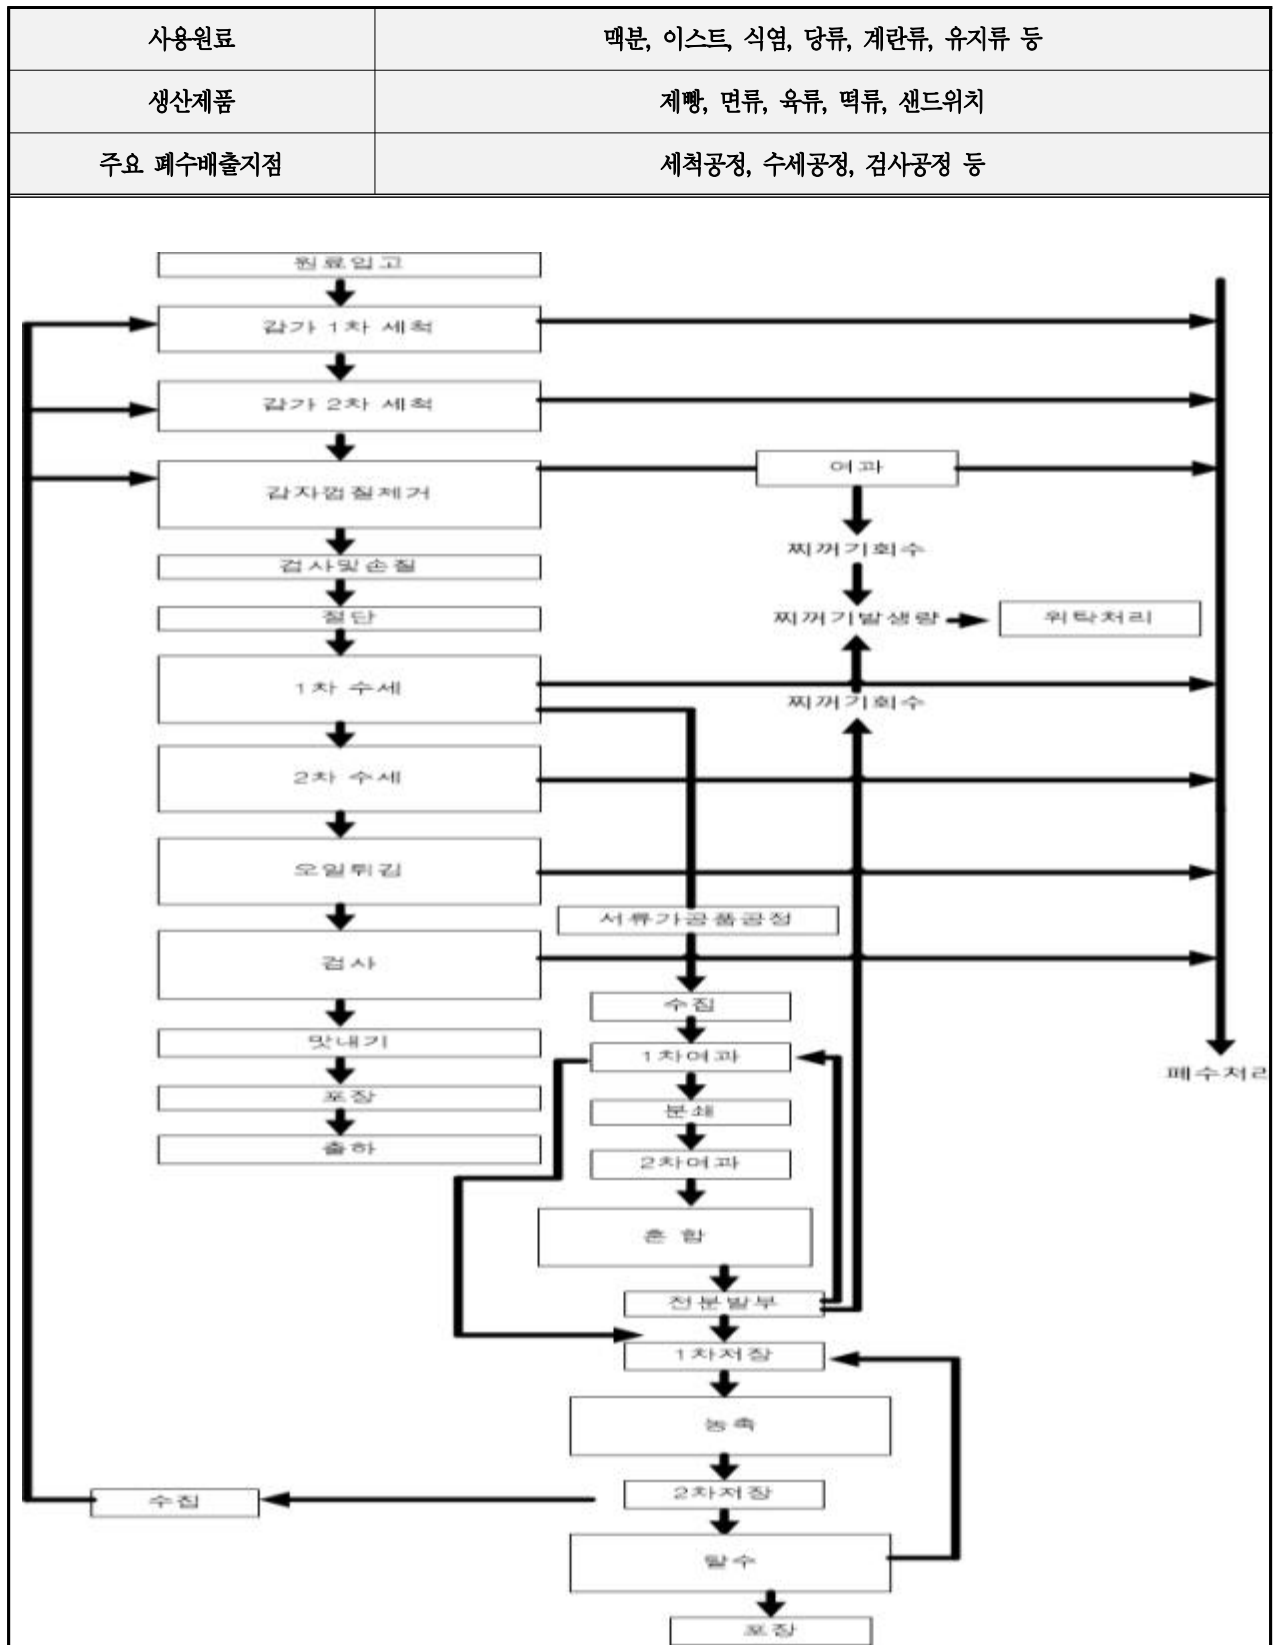 사용원료 맥분, 이스트, 식염, 당류, 계란류, 유지류 등
생산제품 제빵, 면류, 육류, 떡류, 샌드위치
주요 폐수배출지점 세척공정, 수세공정, 검사공정 등
원료입고
감가 1차 세척
감가 2차 세척
감자껍질제거
여과
찌꺼기회수
검사및손질
절단
찌꺼기발생량
위탁처리
1차 수세
찌꺼기회수
2차 수세
오일튀김
서류가공품공정
검사
수집
맛내기
1차여과
폐수처리
포장
분쇄
출하
2차여과
혼 합
전분발부
1차저장
농축
2차저장
수집
탈수
포장